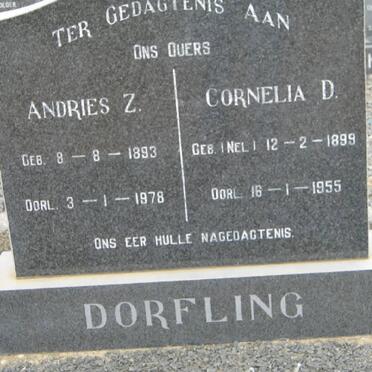 TER GEDAGTENIS AAN
ONS OUERS
ANDRIES Z.
GEB. 8 - 8 - 1893
OORL. 3 - 1 - 1978
CORNELIA D.
GEB. (NEL) 12 - 2 - 1899
OORL. 16 - 1 - 1955
ONS EER HULLE NAGEDAGTENIS.
DORFLING